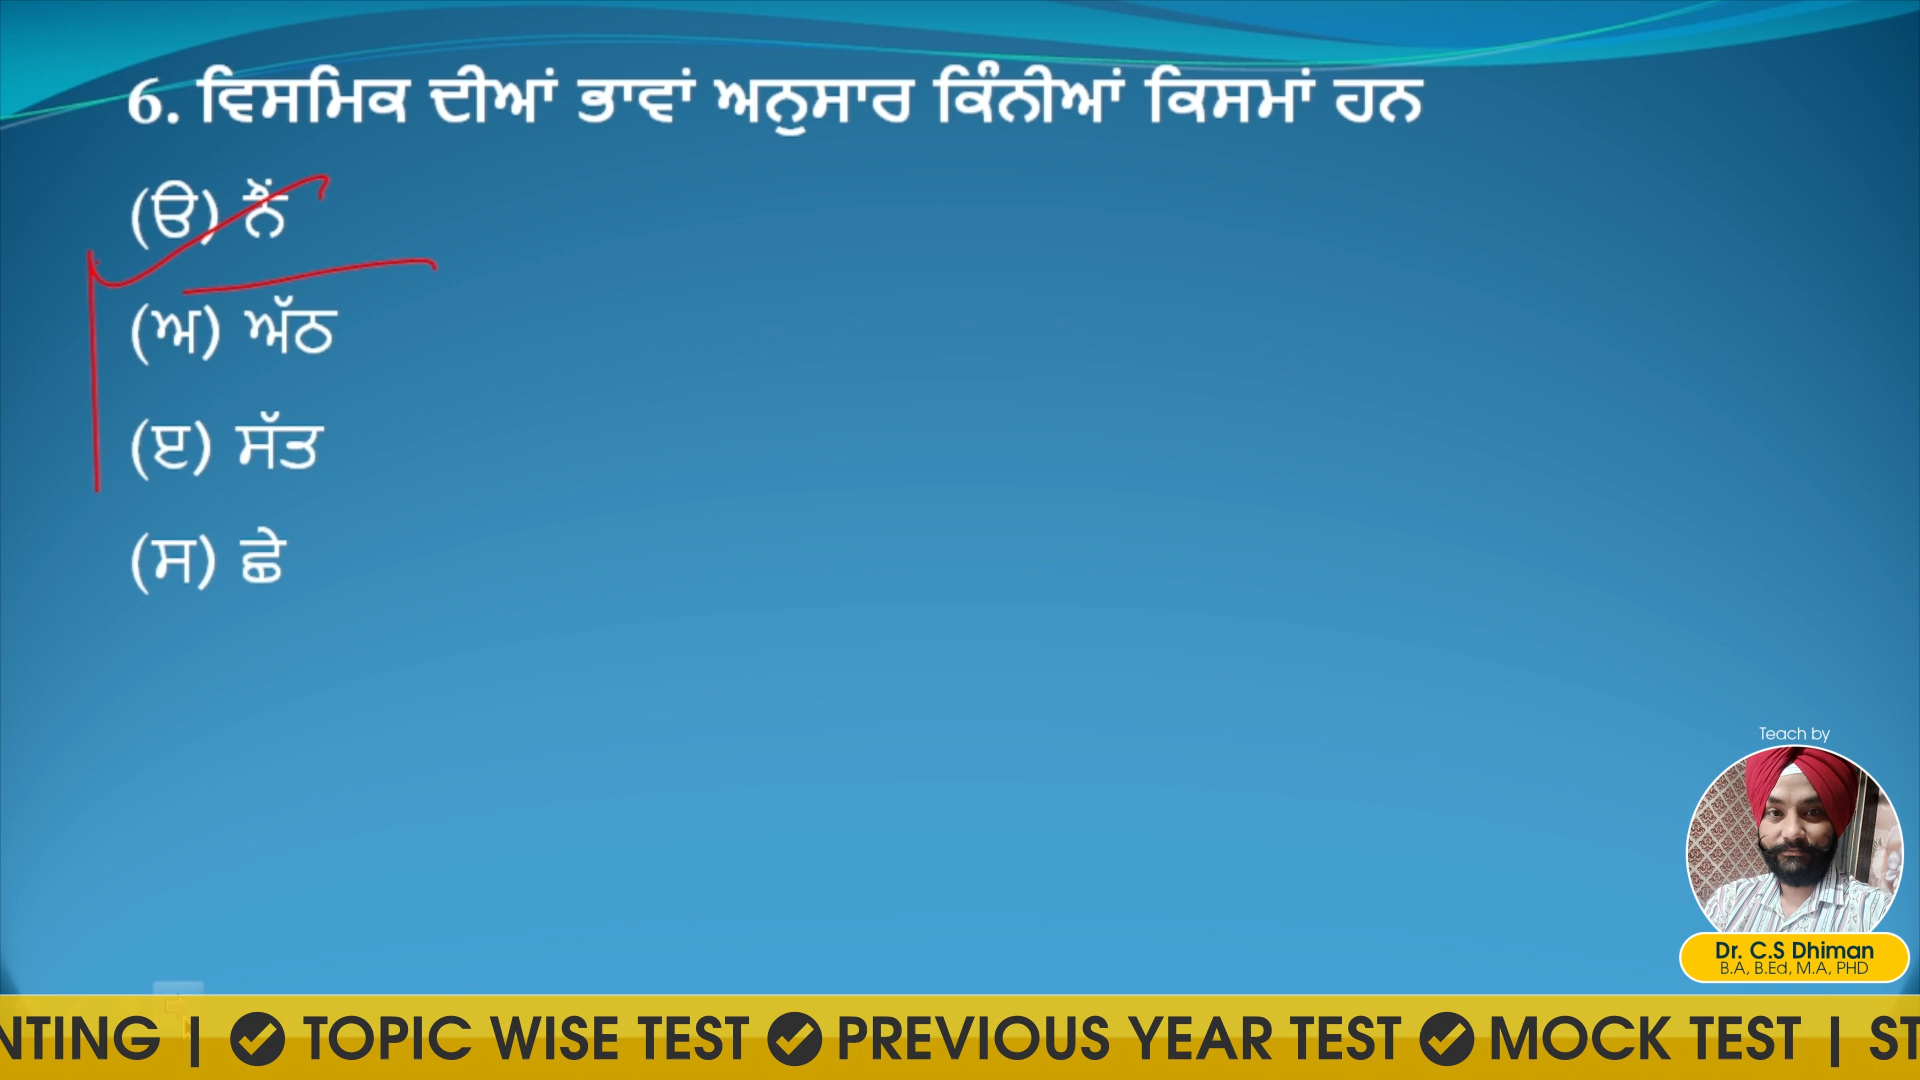 6. ਵਿਸਮਿਕ ਦੀਆਂ ਭਾਵਾਂ ਅਨੁਸਾਰ ਕਿੰਨੀਆਂ ਕਿਸਮਾਂ ਹਨ
(ੳ) ਨੌਂ
(ਅ) ਅੱਠ
(ੲ) ਸੱਤ
(ਸ) ਛੇ
Teach by
Dr. C.S Dhiman
B.A, B.Ed, M.A, PHD
NTING | TOPIC WISE TEST PREVIOUS YEAR TEST MOCK TEST | ST